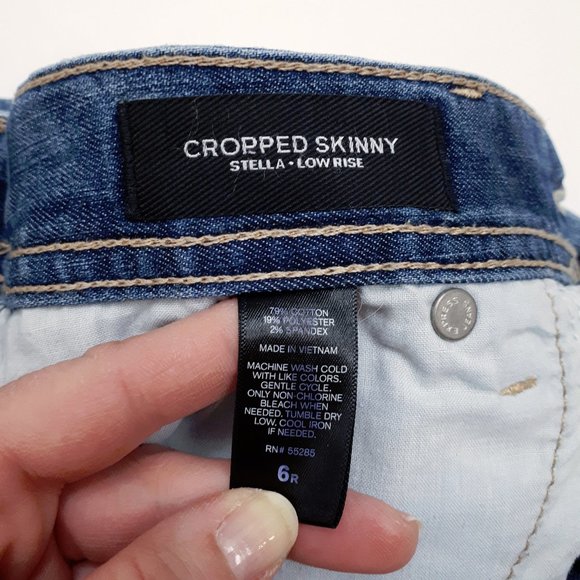 CROPPED SKINNY
STELLA • LOW RISE
79% COTTON
19% POLYESTER
2% SPANDEX
MADE IN VIETNAM
MACHINE WASH COLD
WITH LIKE COLORS.
GENTLE CYCLE.
ONLY NON-CHLORINE
BLEACH WHEN
NEEDED. TUMBLE DRY
LOW. COOL IRON
IF NEEDED.
RN# 55285
6R
EXPRESS JEANS